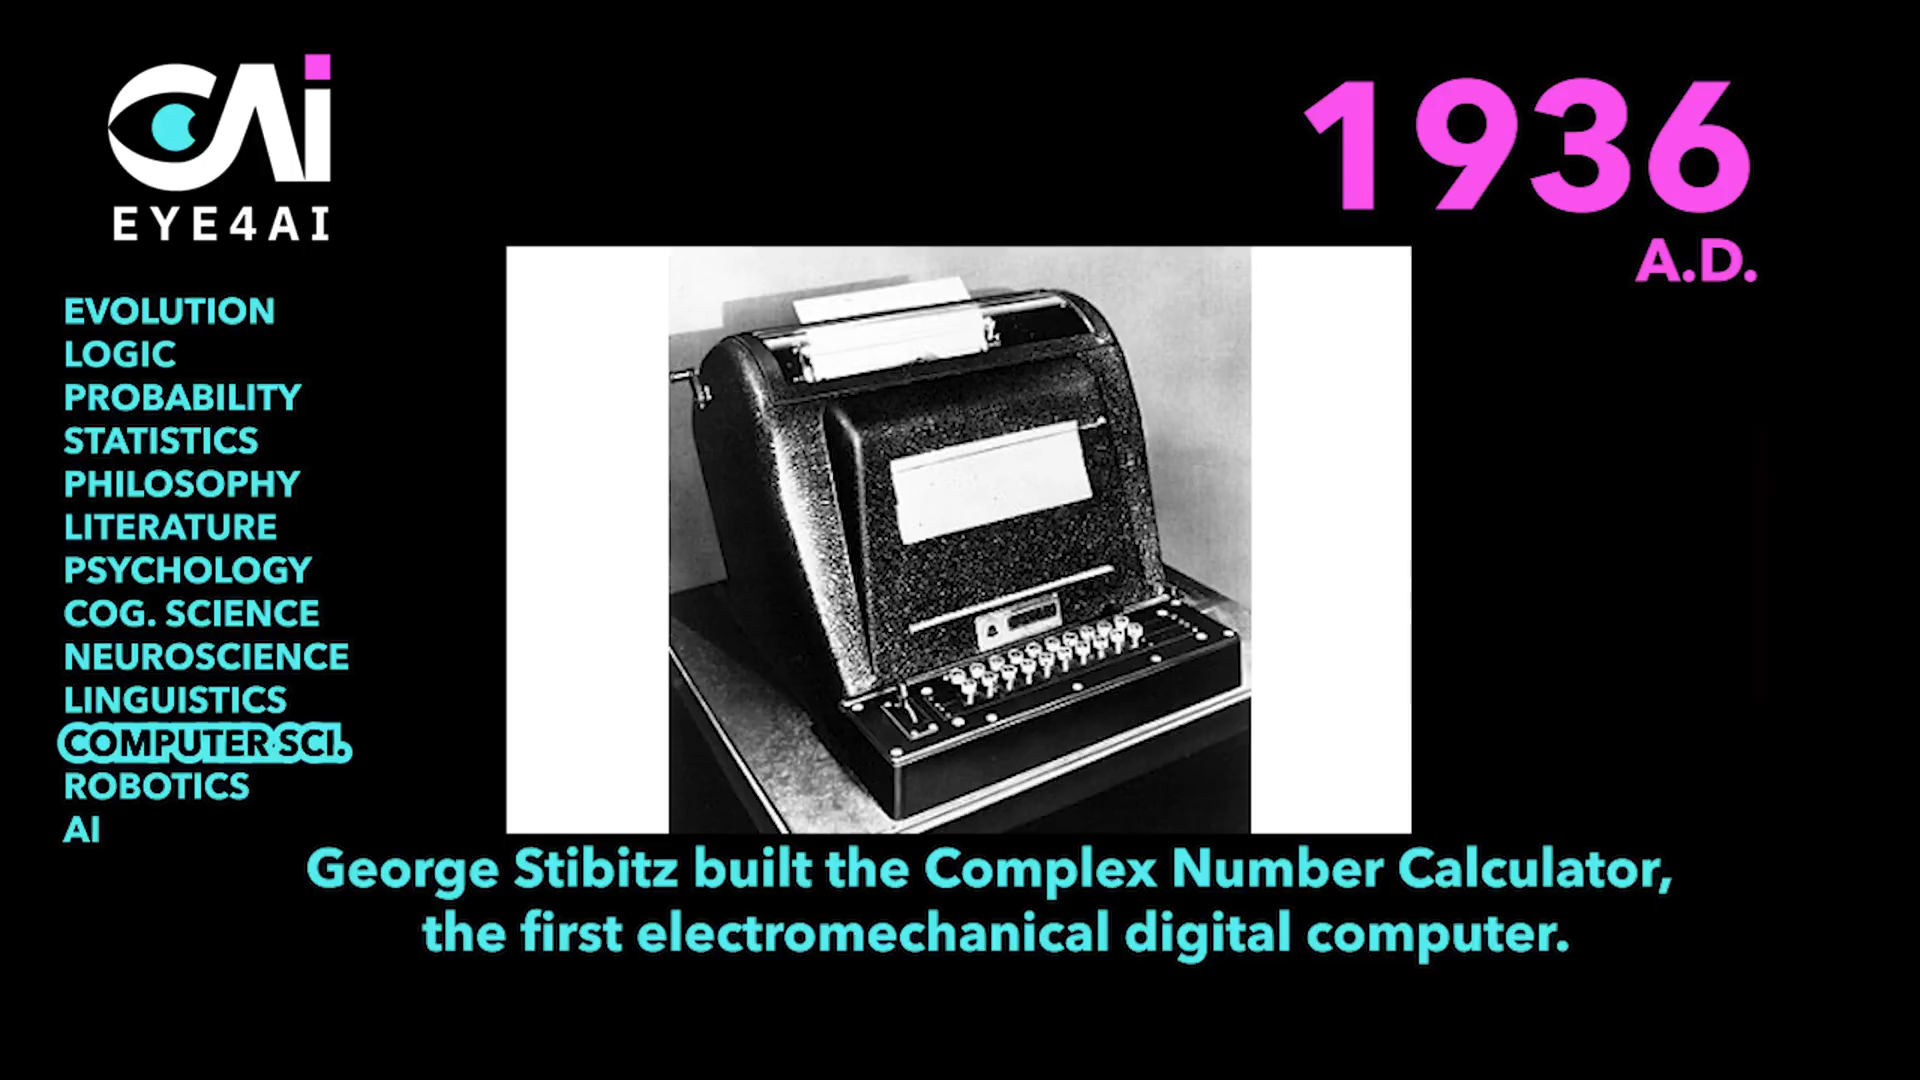 EYE4AI
1936
A.D.
EVOLUTION
LOGIC
PROBABILITY
STATISTICS
PHILOSOPHY
LITERATURE
PSYCHOLOGY
COG. SCIENCE
NEUROSCIENCE
LINGUISTICS
COMPUTER SCI.
ROBOTICS
AI
George Stibitz built the Complex Number Calculator,
the first electromechanical digital computer.